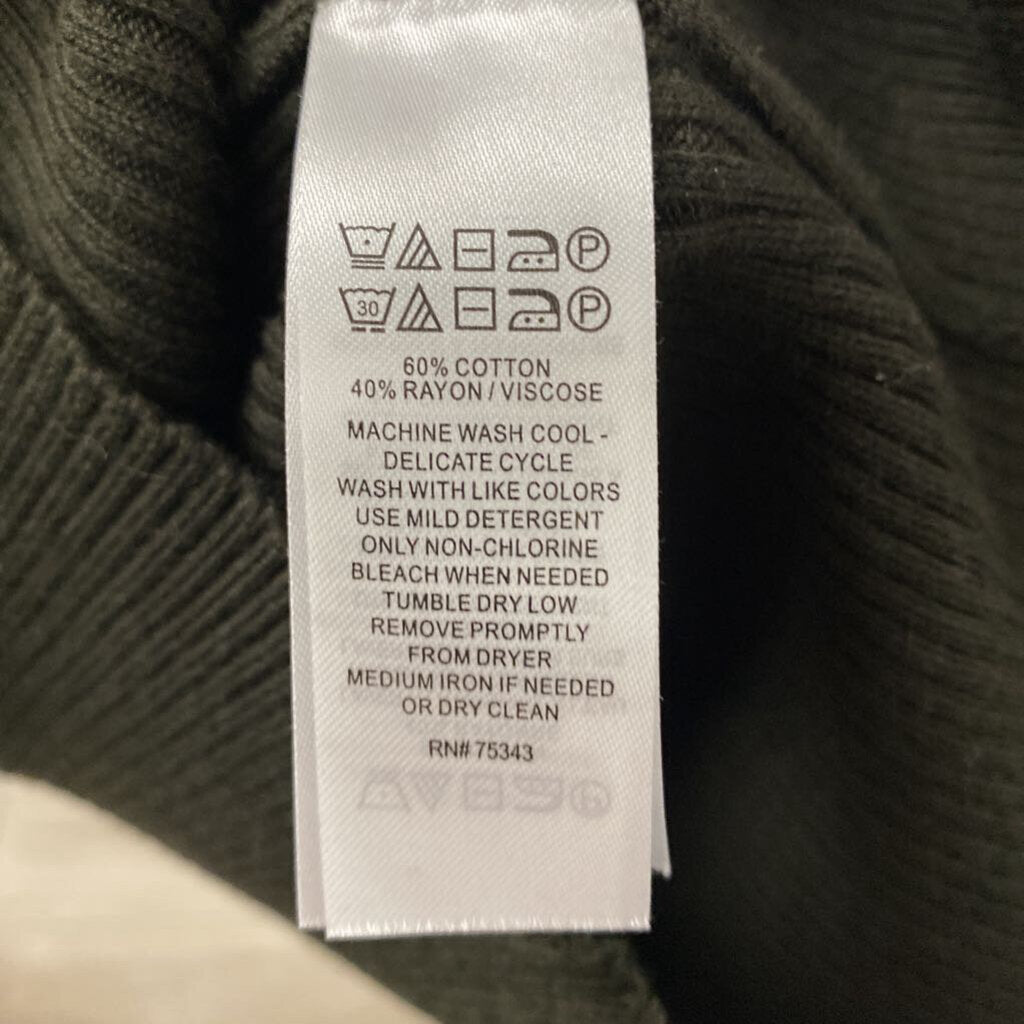 P
30 P
60% COTTON
40% RAYON / VISCOSE
MACHINE WASH COOL -
DELICATE CYCLE
WASH WITH LIKE COLORS
USE MILD DETERGENT
ONLY NON-CHLORINE
BLEACH WHEN NEEDED
TUMBLE DRY LOW
REMOVE PROMPTLY
FROM DRYER
MEDIUM IRON IF NEEDED
OR DRY CLEAN
RN# 75343